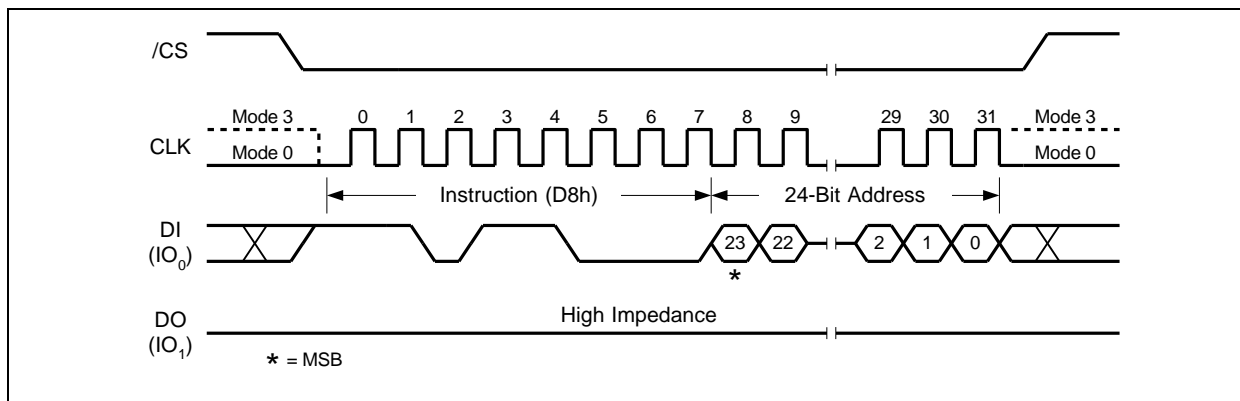 /CS
Mode 3 0 1 2 3 4 5 6 7 8 9 29 30 31 Mode 3
CLK
Mode 0 Mode 0
Instruction (D8h) 24-Bit Address
DI
(IO0)
23 22 2 1 0
*
High Impedance
DO
(IO1)
* = MSB